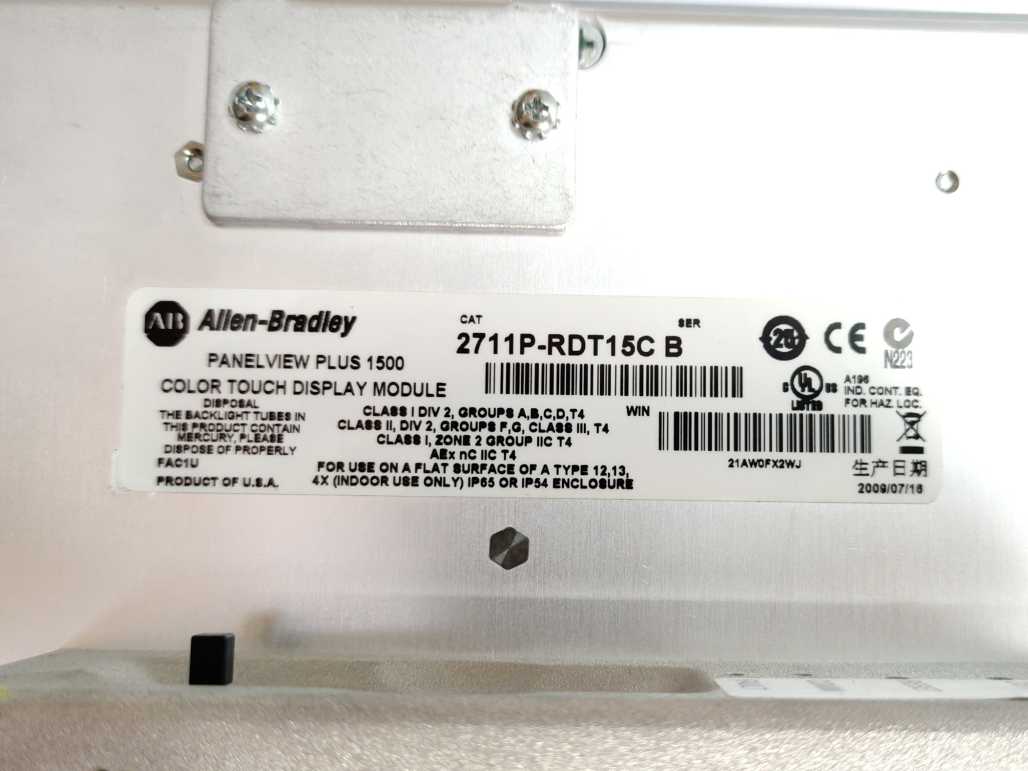 AB Allen-Bradley
CAT SER
2711P-RDT15C B
PANELVIEW PLUS 1500
COLOR TOUCH DISPLAY MODULE
DISPOSAL
THE BACKLIGHT TUBES IN
THIS PRODUCT CONTAIN
MERCURY, PLEASE
DISPOSE OF PROPERLY
FAC1U
PRODUCT OF U.S.A.
CLASS I DIV 2, GROUPS A,B,C,D,T4
CLASS II, DIV 2, GROUPS F,G, CLASS III, T4
CLASS I, ZONE 2 GROUP IIC T4
AEx nC IIC T4
FOR USE ON A FLAT SURFACE OF A TYPE 12,13,
4X (INDOOR USE ONLY) IP65 OR IP54 ENCLOSURE
WIN
21AW0FX2WJ
20
CE
N223
C UL US
LISTED
A196
IND. CONT. EQ.
FOR HAZ. LOC.
生产日期
2009/07/16